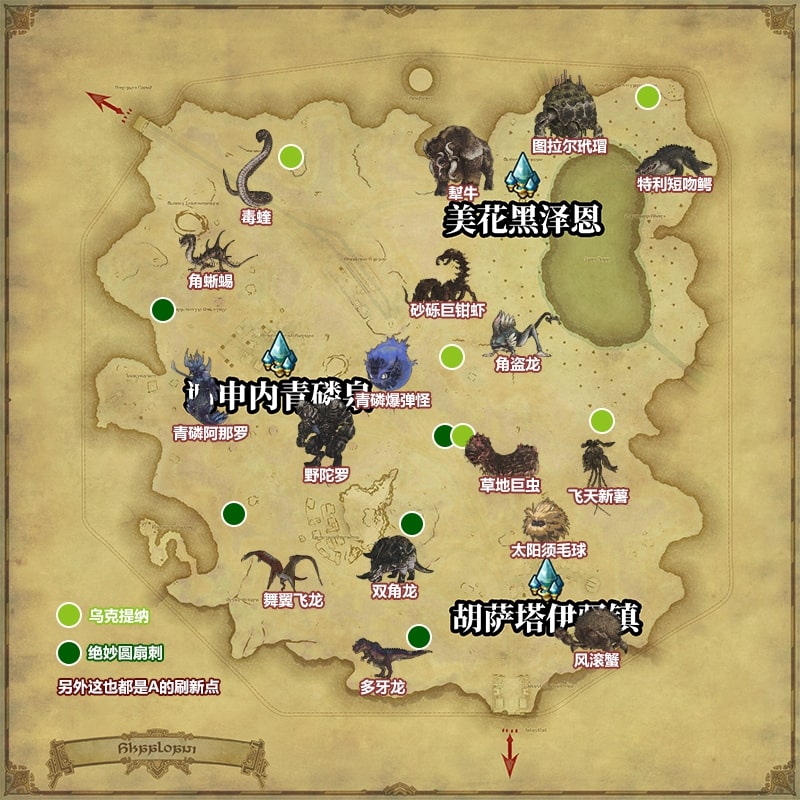 图拉尔玳瑁
特利短吻鳄
犁牛
毒蝰
美花黑泽恩
角蜥蜴
砂砾巨钳虾
角盗龙
申内青磷泉
青磷爆弹怪
青磷阿那罗
野陀罗
草地巨虫
飞天新薯
太阳须毛球
舞翼飞龙
双角龙
胡萨塔伊
镇
风滚蟹
多牙龙
乌克提纳
绝妙圆扇刺
另外这也都是A的刷新点